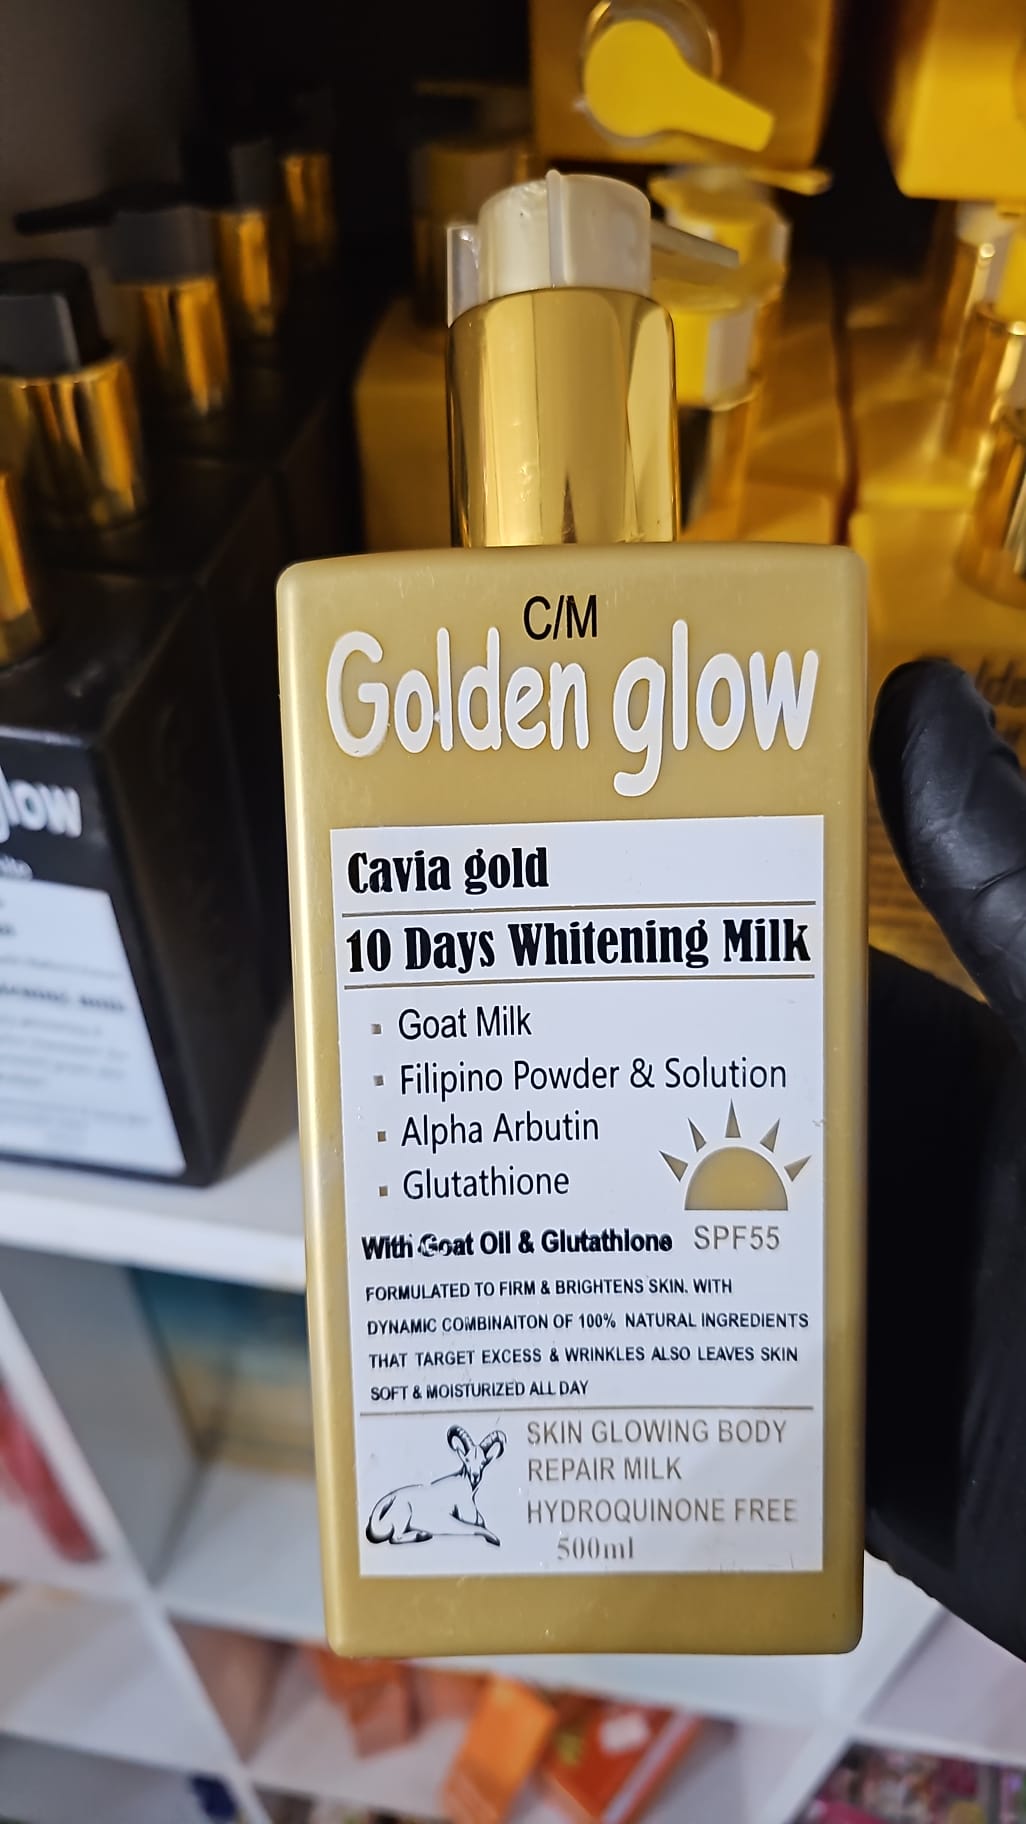 C/M
Golden glow
Cavia gold
10 Days Whitening Milk
Goat Milk
Filipino Powder & Solution
Alpha Arbutin
Glutathione
With Goat Oil & Glutathione SPF55
FORMULATED TO FIRM & BRIGHTENS SKIN. WITH
DYNAMIC COMBINAITON OF 100% NATURAL INGREDIENTS
THAT TARGET EXCESS & WRINKLES ALSO LEAVES SKIN
SOFT & MOISTURIZED ALL DAY
SKIN GLOWING BODY
REPAIR MILK
HYDROQUINONE FREE
500ml